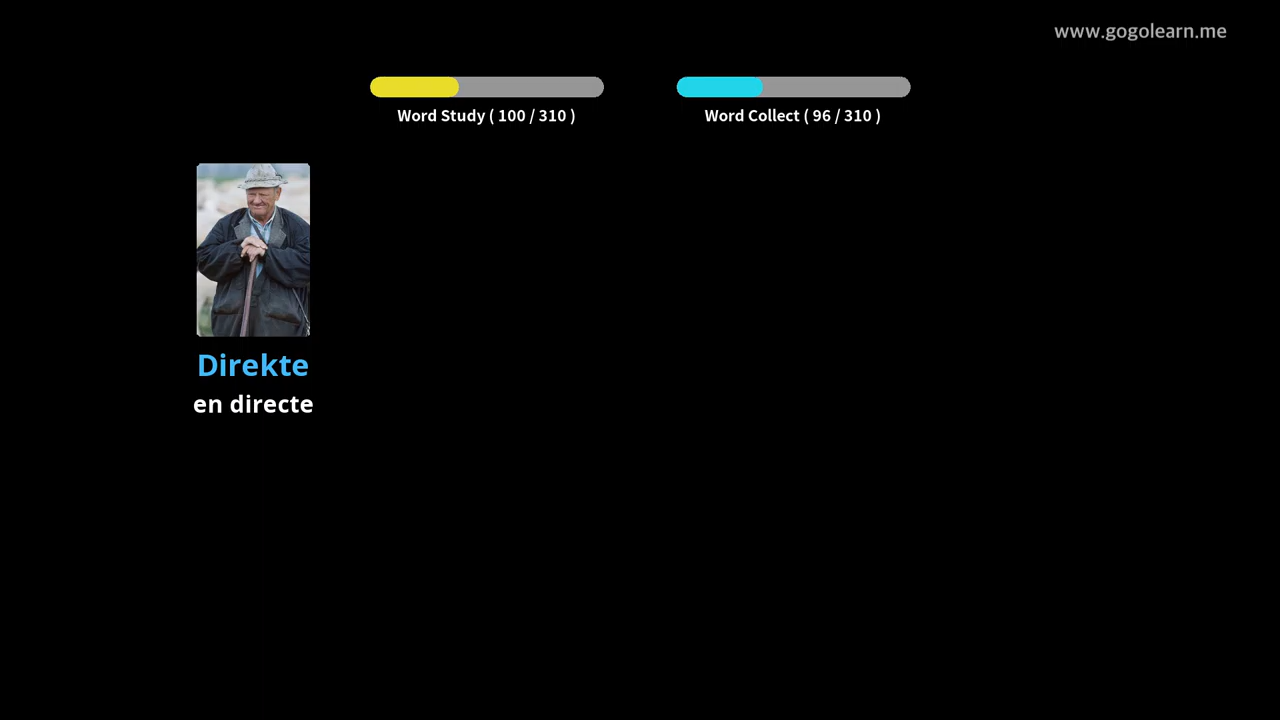 www.gogolearn.me
Word Study ( 100 / 310 )
Word Collect ( 96 / 310 )
Direkte
en directe